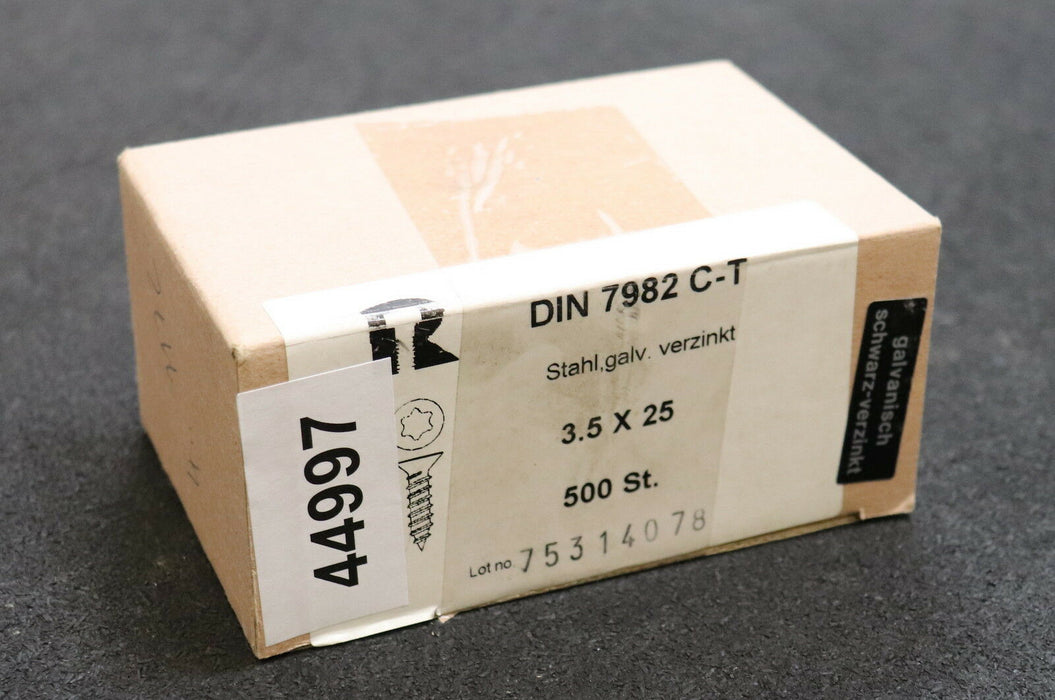 DIN 7982 C-T
Stahl,galv. verzinkt
3.5 X 25
500 St.
Lot no. 75314078
44997
galvanisch
schwarz-verzinkt